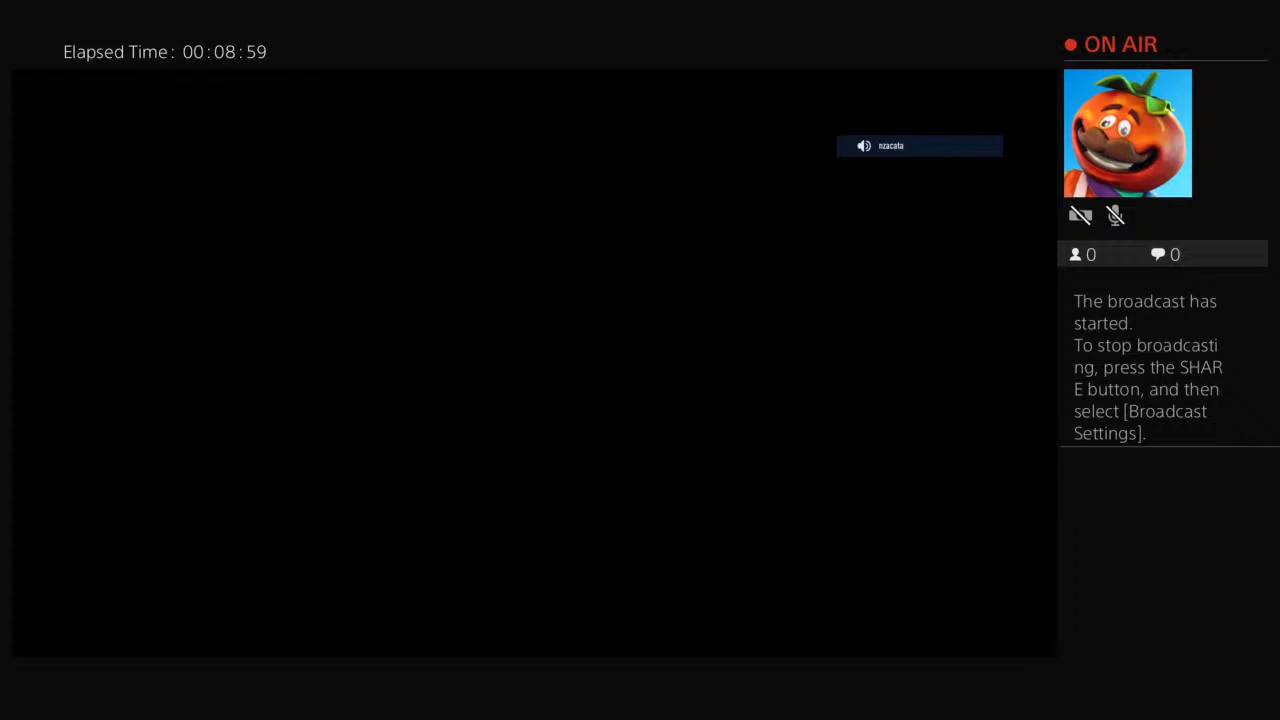 Elapsed Time: 00:08:59
ON AIR
nzacata
0 0
The broadcast has
started.
To stop broadcasti
ng, press the SHAR
E button, and then
select [Broadcast
Settings].